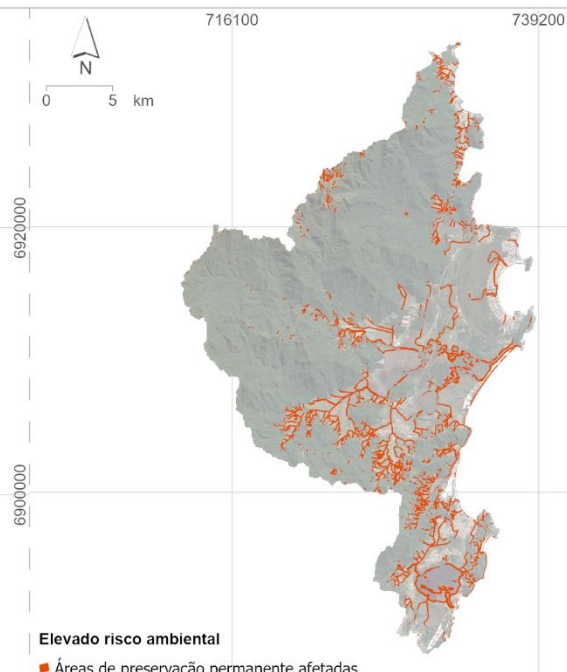 716100 739200
N
0 5 km
6920000
6900000
Elevado risco ambiental
Áreas de preservação permanente afetadas